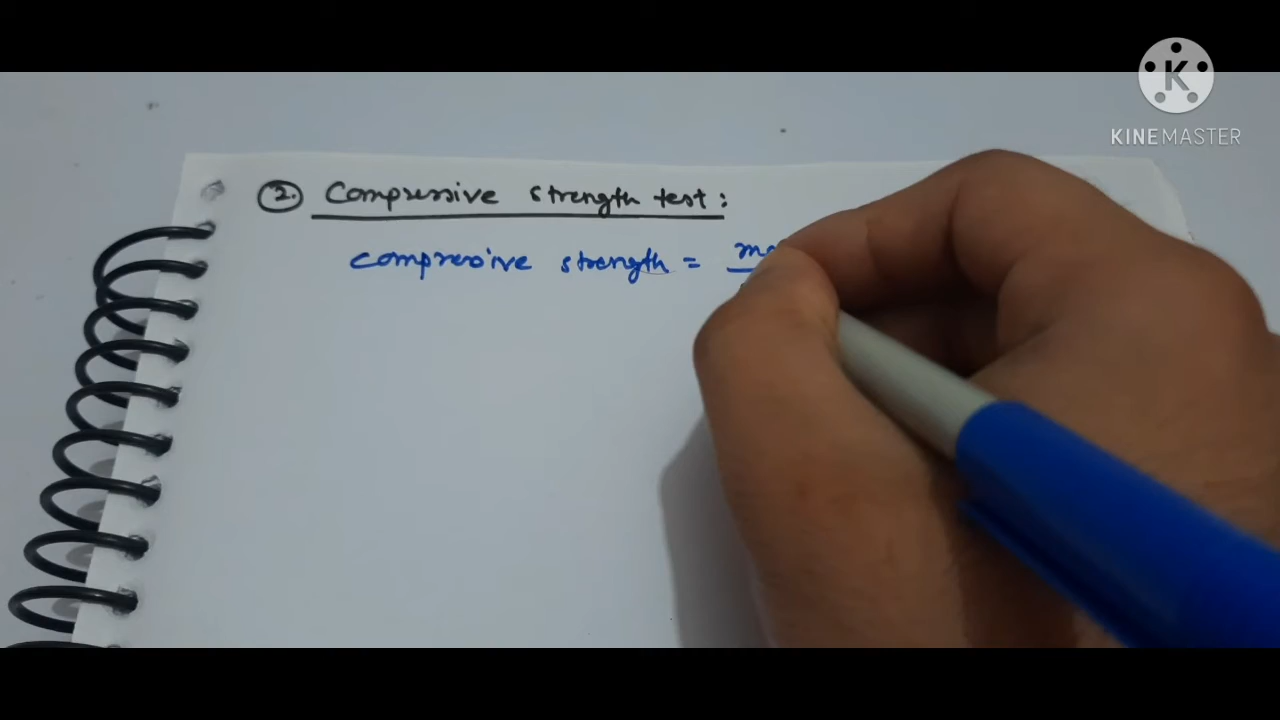 K
KINEMASTER
2. Compressive strength test:
compressive strength =